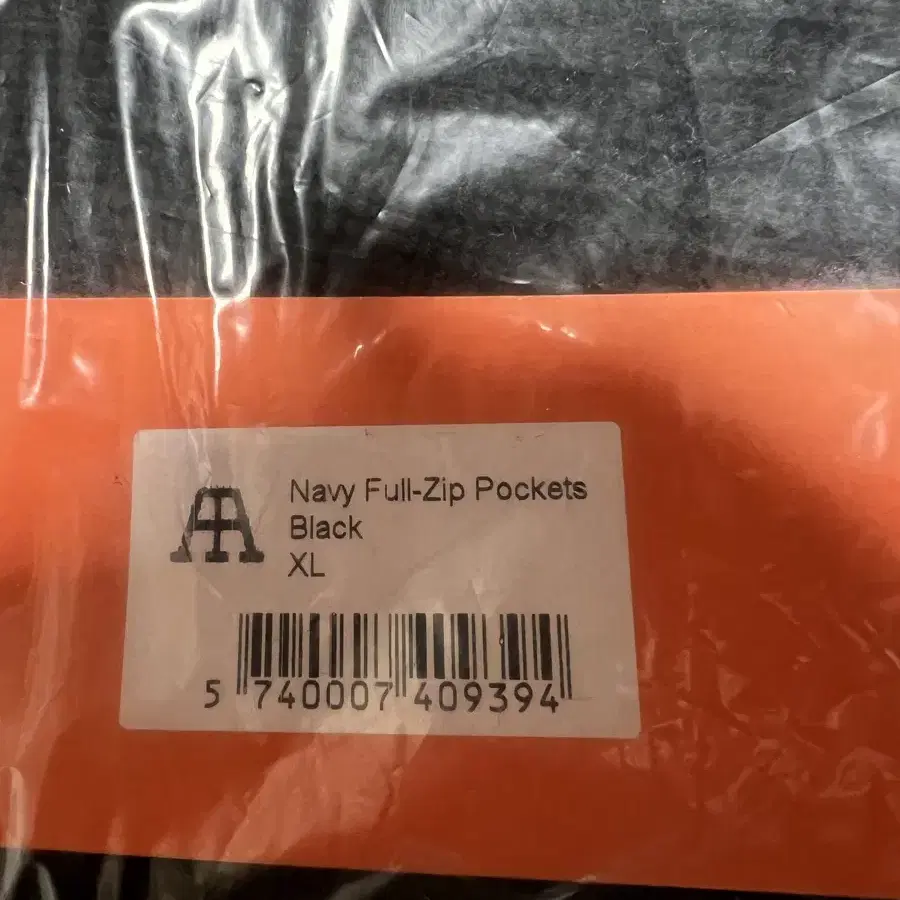 Navy Full-Zip Pockets
Black
XL
5 740007 409394